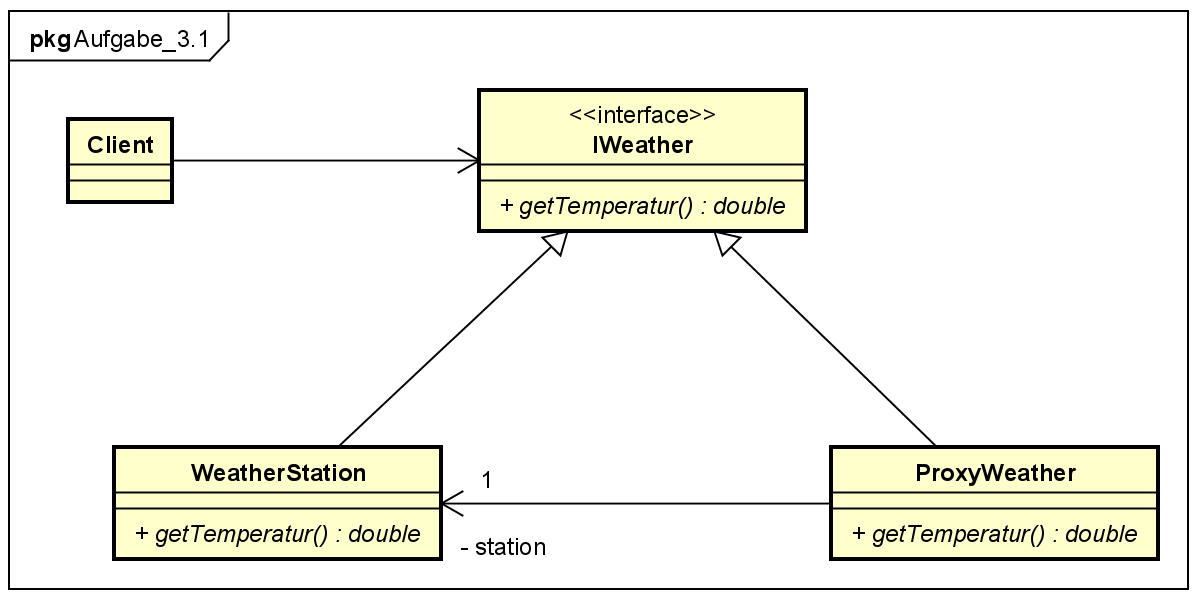 pkg Aufgabe_3.1
Client
<<interface>>
IWeather
+ getTemperatur() : double
WeatherStation
+ getTemperatur() : double
1
- station
ProxyWeather
+ getTemperatur() : double